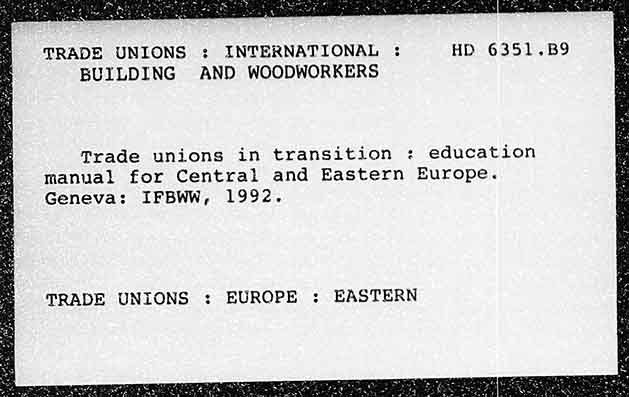 TRADE UNIONS : INTERNATIONAL : HD 6351.B9
BUILDING AND WOODWORKERS
Trade unions in transition : education
manual for Central and Eastern Europe.
Geneva: IFBWW, 1992.
TRADE UNIONS : EUROPE : EASTERN